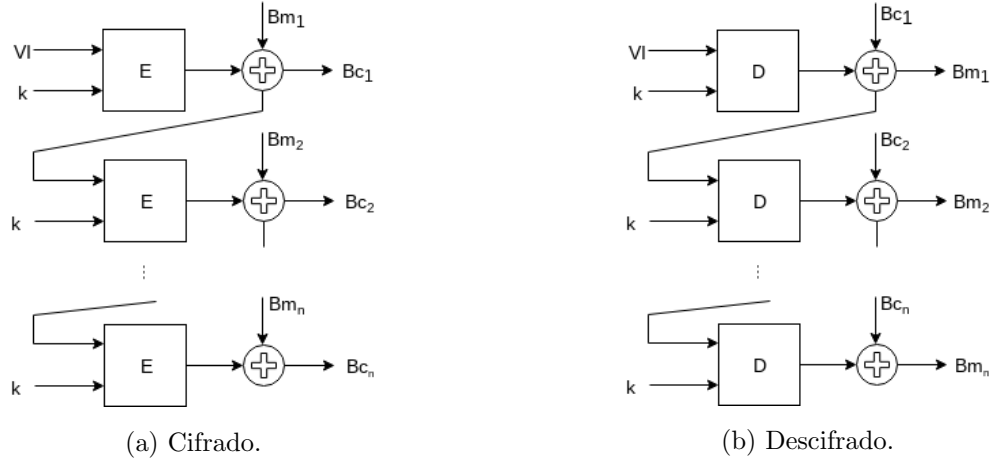 Bm₁
VI
E
Bc₁
k
Bm₂
E
Bc₂
k
...
Bmₙ
E
Bcₙ
k
(a) Cifrado.
Bc₁
VI
D
Bm₁
k
Bc₂
D
Bm₂
k
...
Bcₙ
D
Bmₙ
k
(b) Descifrado.